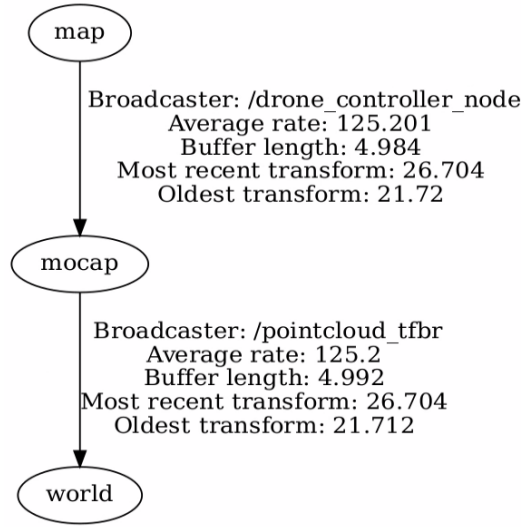 map
Broadcaster: /drone_controller_node
Average rate: 125.201
Buffer length: 4.984
Most recent transform: 26.704
Oldest transform: 21.72
mocap
Broadcaster: /pointcloud_tfbr
Average rate: 125.2
Buffer length: 4.992
Most recent transform: 26.704
Oldest transform: 21.712
world